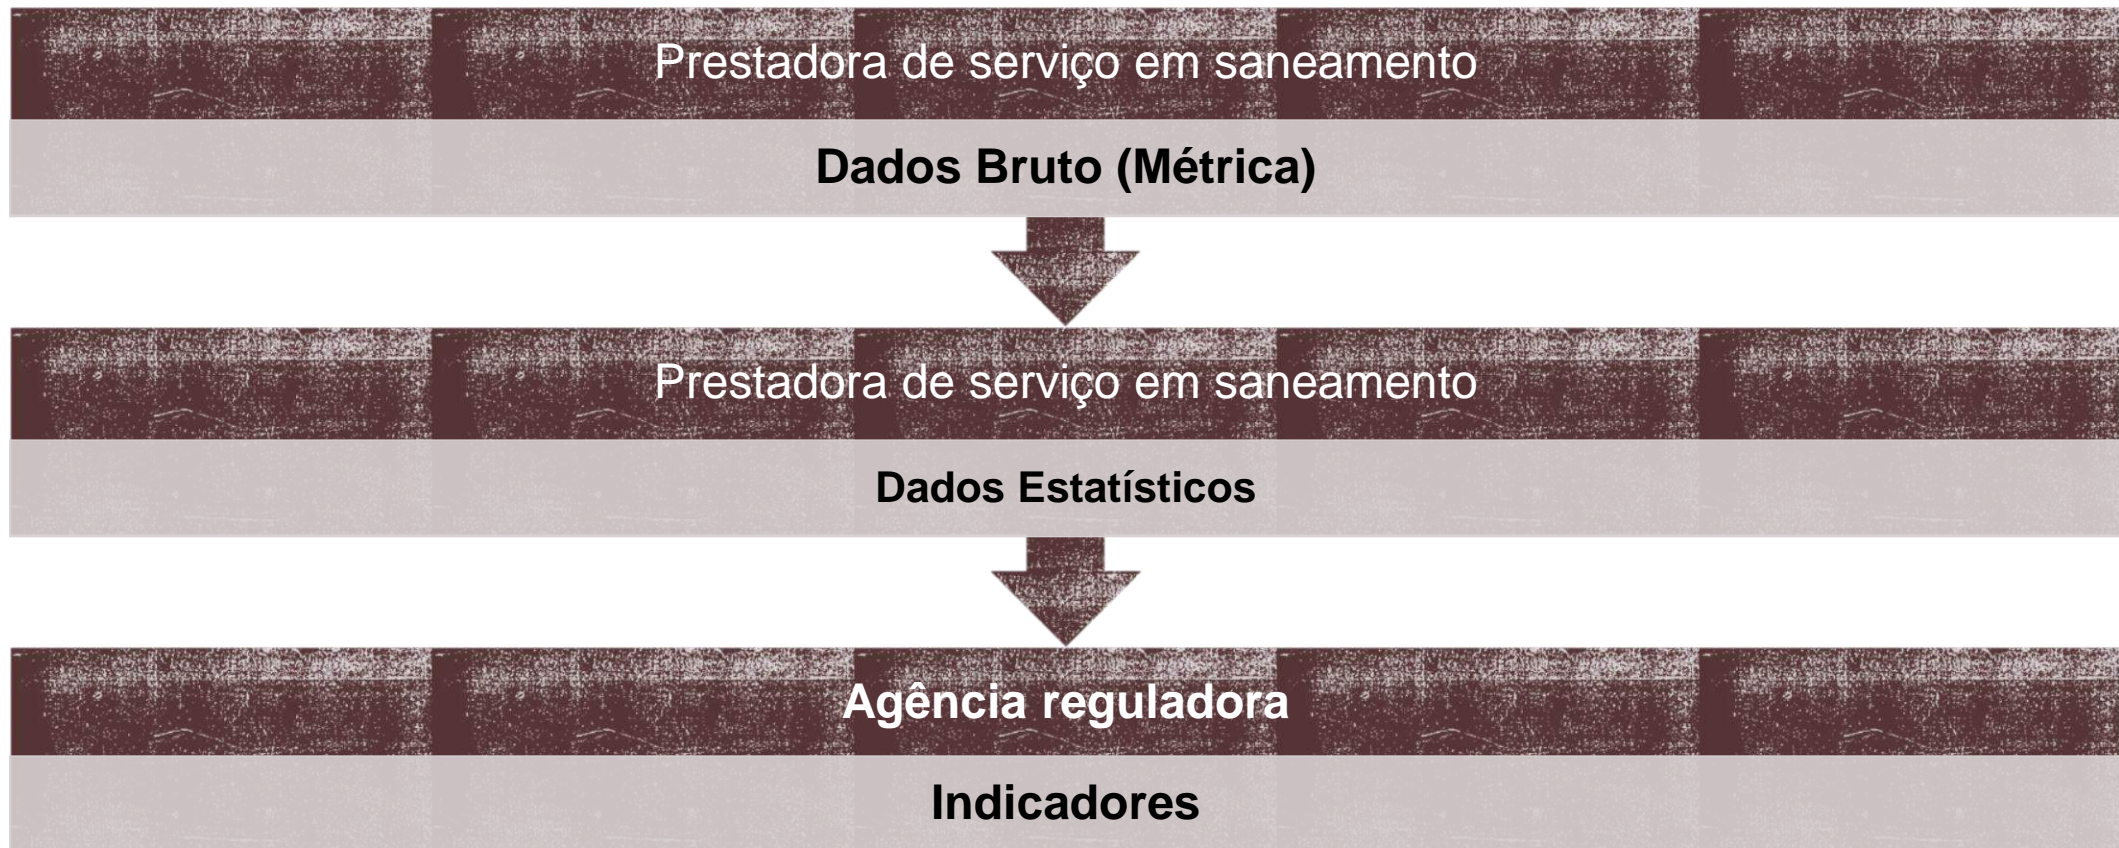 Prestadora de serviço em saneamento
Dados Bruto (Métrica)
Prestadora de serviço em saneamento
Dados Estatísticos
Agência reguladora
Indicadores